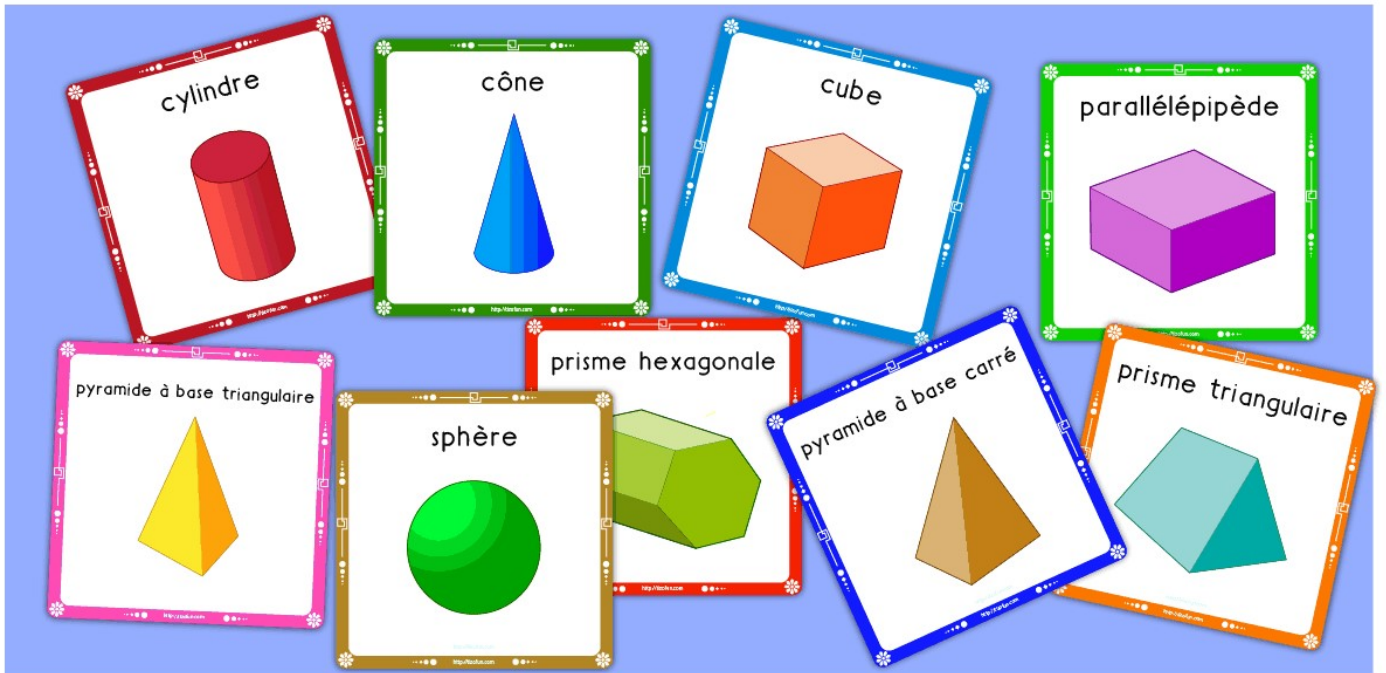 cylindre
cône
cube
parallélépipède
pyramide à base triangulaire
sphère
prisme hexagonale
pyramide à base carré
prisme triangulaire